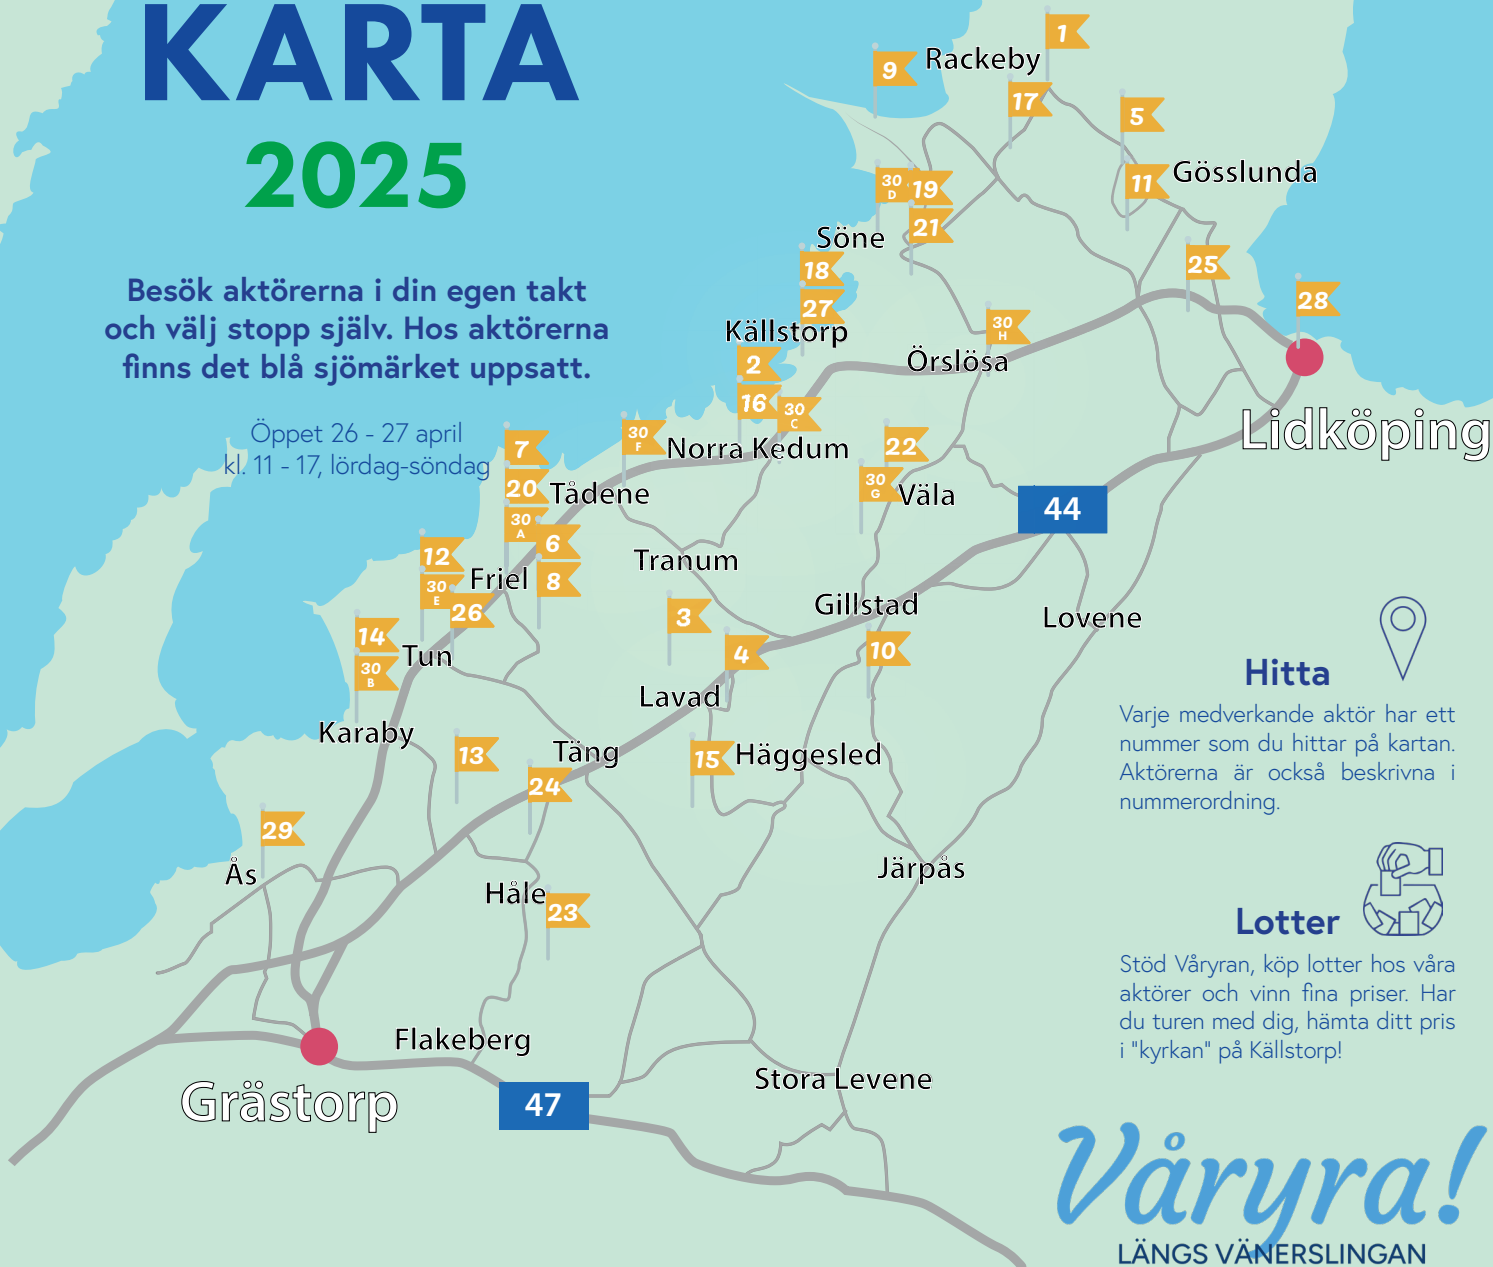 KARTA
2025
Besök aktörerna i din egen takt
och välj stopp själv. Hos aktörerna
finns det blå sjömärket uppsatt.
Öppet 26 - 27 april
kl. 11 - 17, lördag-söndag
1
9
Rackeby
17
5
11
Gösslunda
30
D
19
21
Söne
18
27
Källstorp
25
28
30
H
Örslösa
2
16
30
C
Lidköping
30
F
Norra Kedum
22
30
G
Väla
44
7
20
Tådene
30
A
6
8
12
30
E
Friel
26
Tranum
3
4
Gillstad
10
Lovene
14
30
B
Tun
Lavad
Karaby
13
Täng
24
15
Häggesled
29
Ås
Håle
23
Järpås
Flakeberg
Grästorp
47
Stora Levene
Hitta
Varje medverkande aktör har ett
nummer som du hittar på kartan.
Aktörerna är också beskrivna i
nummerordning.
Lotter
Stöd Våryran, köp lotter hos våra
aktörer och vinn fina priser. Har
du turen med dig, hämta ditt pris
i "kyrkan" på Källstorp!
Våryra!
LÄNGS VÄNERSLINGAN